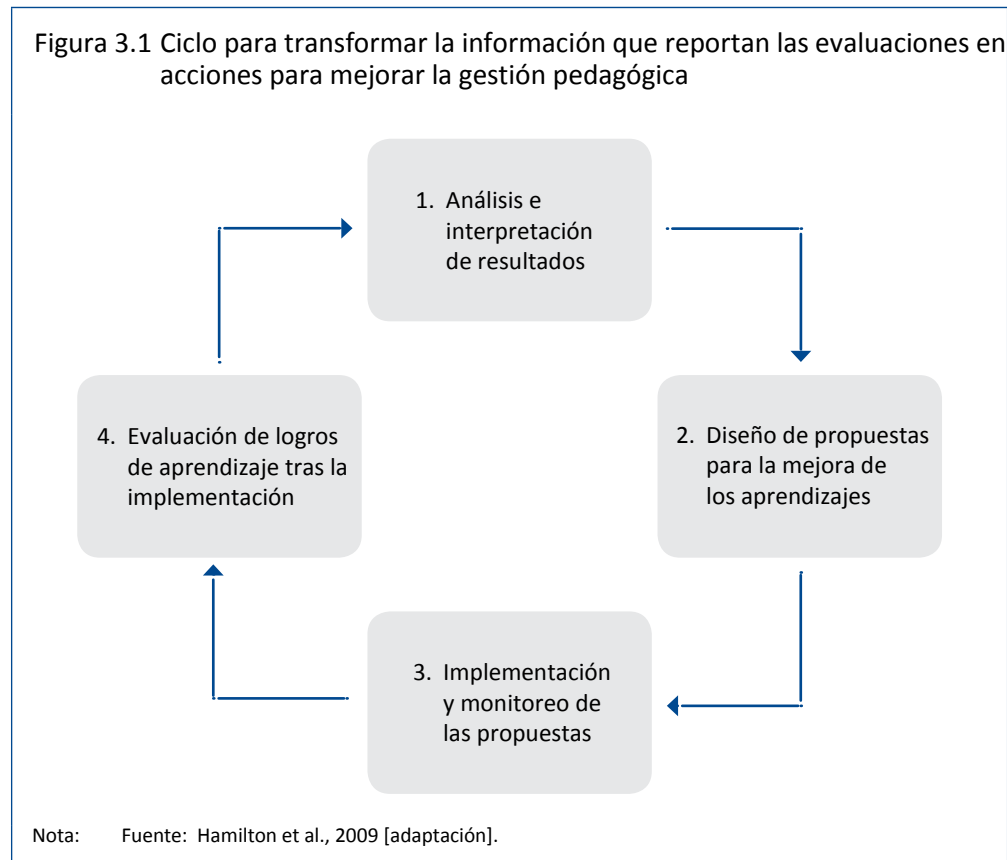 Figura 3.1 Ciclo para transformar la información que reportan las evaluaciones en
acciones para mejorar la gestión pedagógica
1. Análisis e
interpretación
de resultados
2. Diseño de propuestas
para la mejora de
los aprendizajes
3. Implementación
y monitoreo de
las propuestas
4. Evaluación de logros
de aprendizaje tras la
implementación
Nota: Fuente: Hamilton et al., 2009 [adaptación].